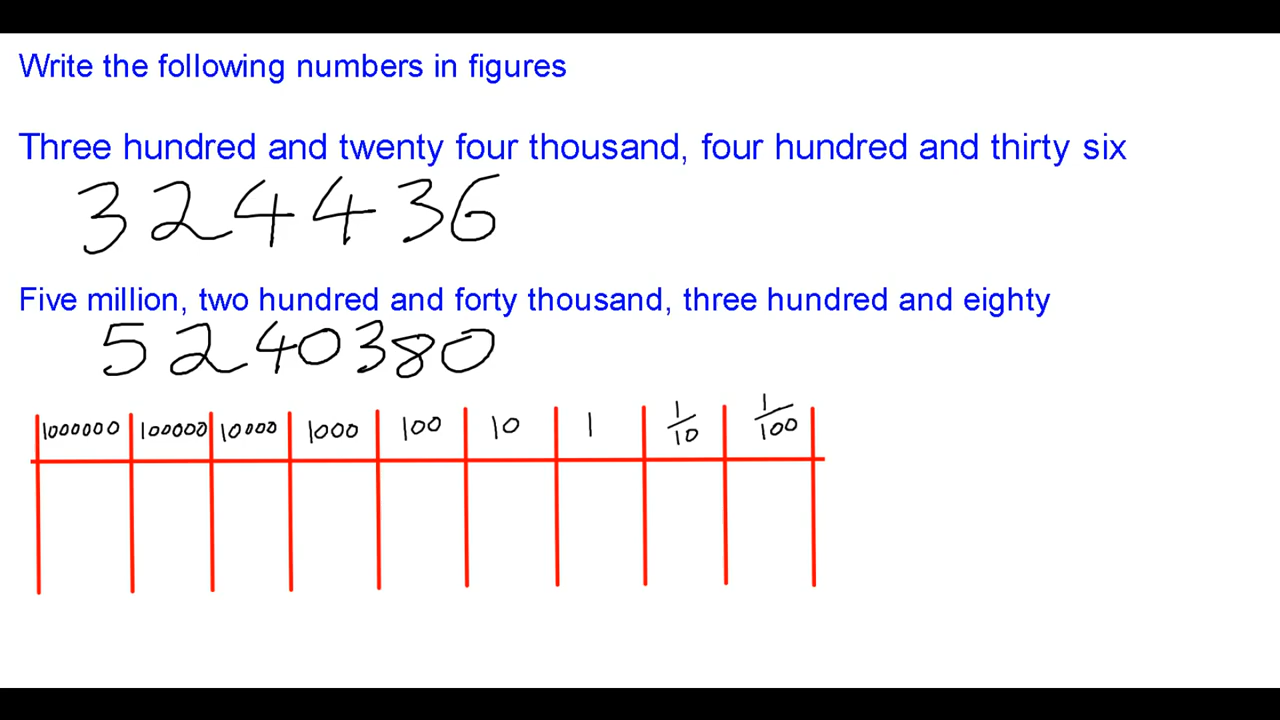 Write the following numbers in figures
Three hundred and twenty four thousand, four hundred and thirty six
324436
Five million, two hundred and forty thousand, three hundred and eighty
5240380
1000000 100000 10000 1000 100 10 1 1/10 1/100